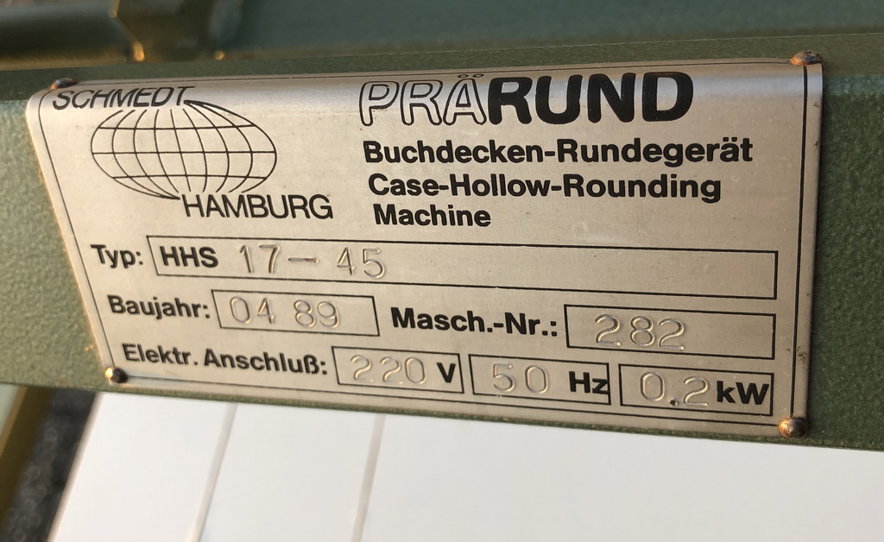 SCHMEDT
HAMBURG
PRÄRUND
Buchdecken-Rundegerät
Case-Hollow-Rounding
Machine
Typ: HHS 17-45
Baujahr: 04 89 Masch.-Nr.: 282
Elektr. Anschluß: 220 V 50 Hz 0.2 kW